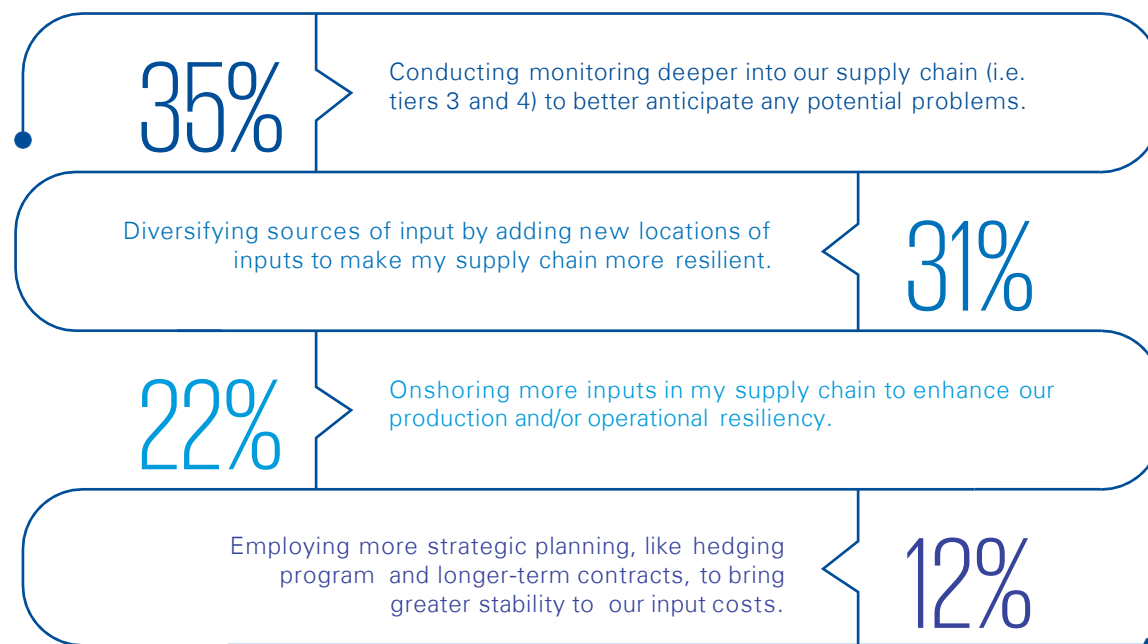 35%
Conducting monitoring deeper into our supply chain (i.e.
tiers 3 and 4) to better anticipate any potential problems.
Diversifying sources of input by adding new locations of
inputs to make my supply chain more resilient.
31%
22%
Onshoring more inputs in my supply chain to enhance our
production and/or operational resiliency.
Employing more strategic planning, like hedging
program and longer-term contracts, to bring
greater stability to our input costs.
12%